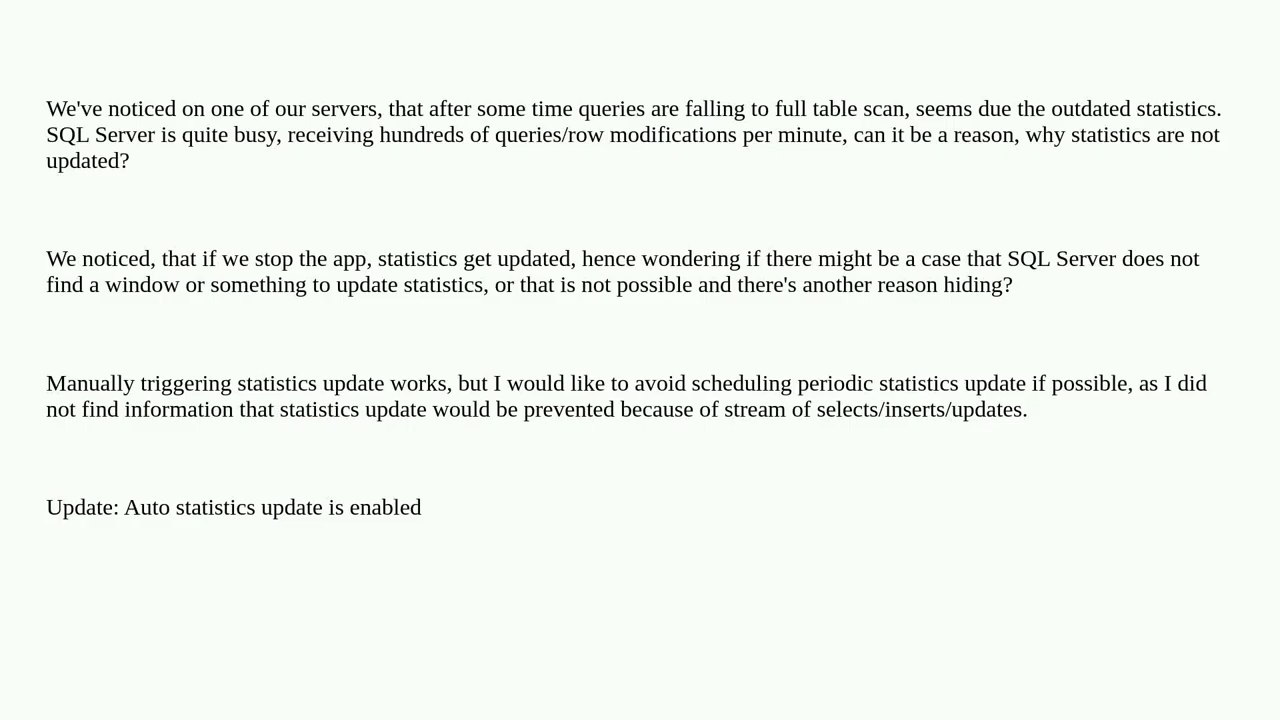 We've noticed on one of our servers, that after some time queries are falling to full table scan, seems due the outdated statistics.
SQL Server is quite busy, receiving hundreds of queries/row modifications per minute, can it be a reason, why statistics are not
updated?
We noticed, that if we stop the app, statistics get updated, hence wondering if there might be a case that SQL Server does not
find a window or something to update statistics, or that is not possible and there's another reason hiding?
Manually triggering statistics update works, but I would like to avoid scheduling periodic statistics update if possible, as I did
not find information that statistics update would be prevented because of stream of selects/inserts/updates.
Update: Auto statistics update is enabled